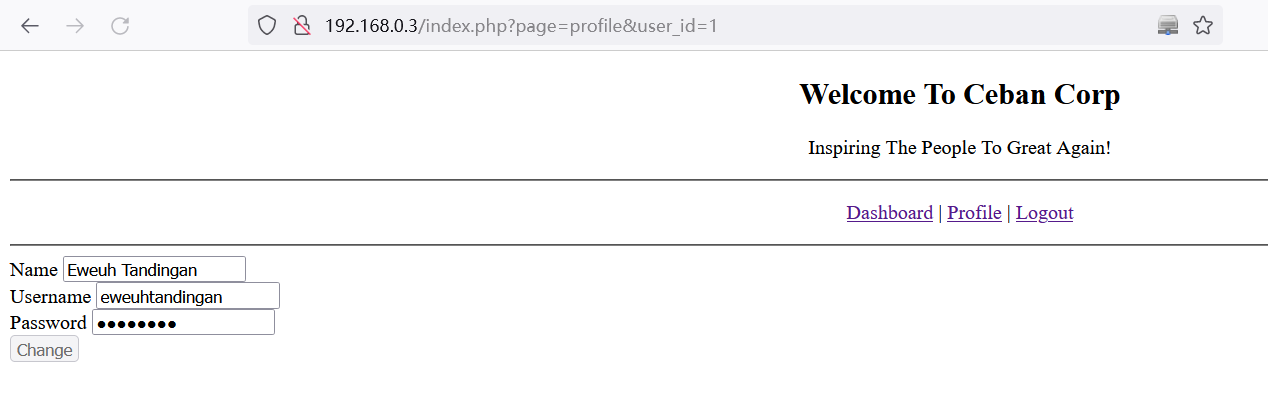 192.168.0.3/index.php?page=profile&user_id=1
Welcome To Ceban Corp
Inspiring The People To Great Again!
Dashboard | Profile | Logout
Name Eweuh Tandingan
Username eweuhtandingan
Password ●●●●●●●●
Change